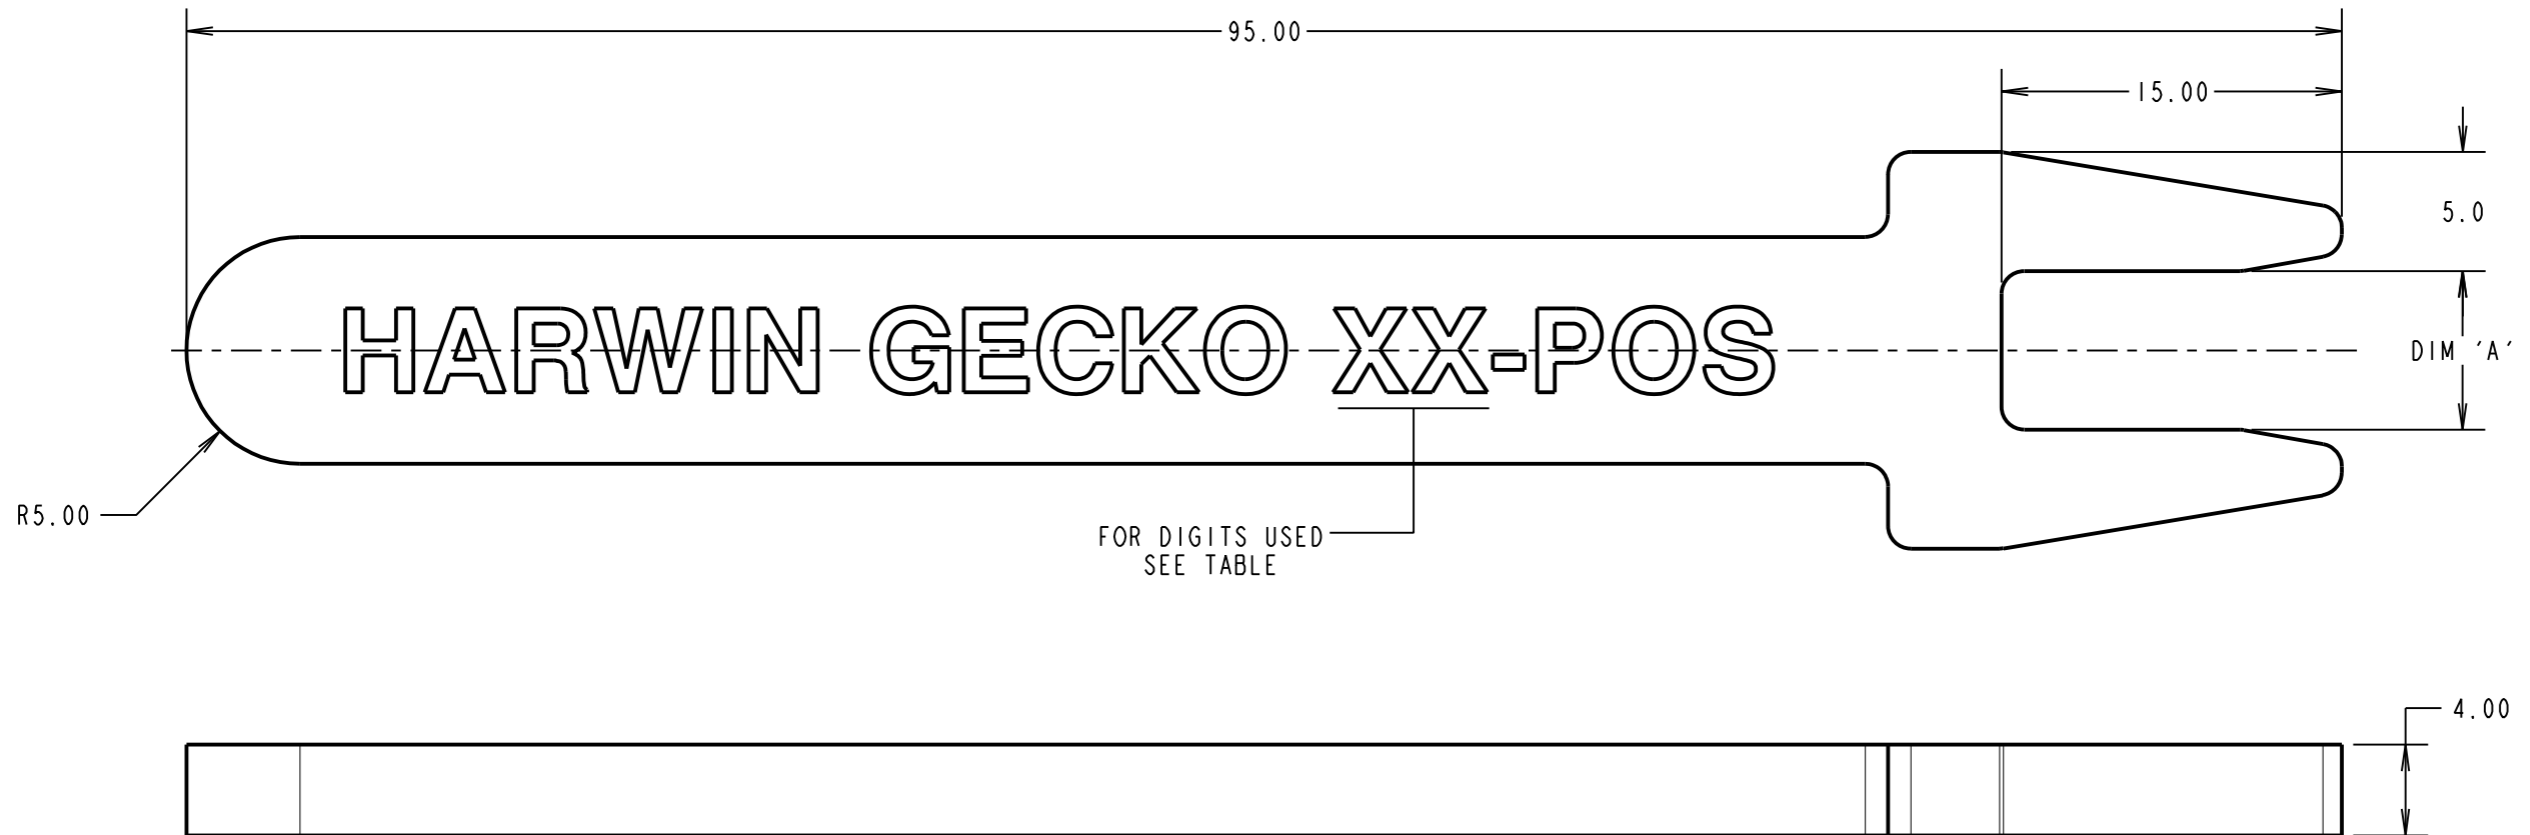 95.00
15.00
5.0
HARWIN GECKO XX-POS
DIM 'A'
R5.00
FOR DIGITS USED
SEE TABLE
4.00